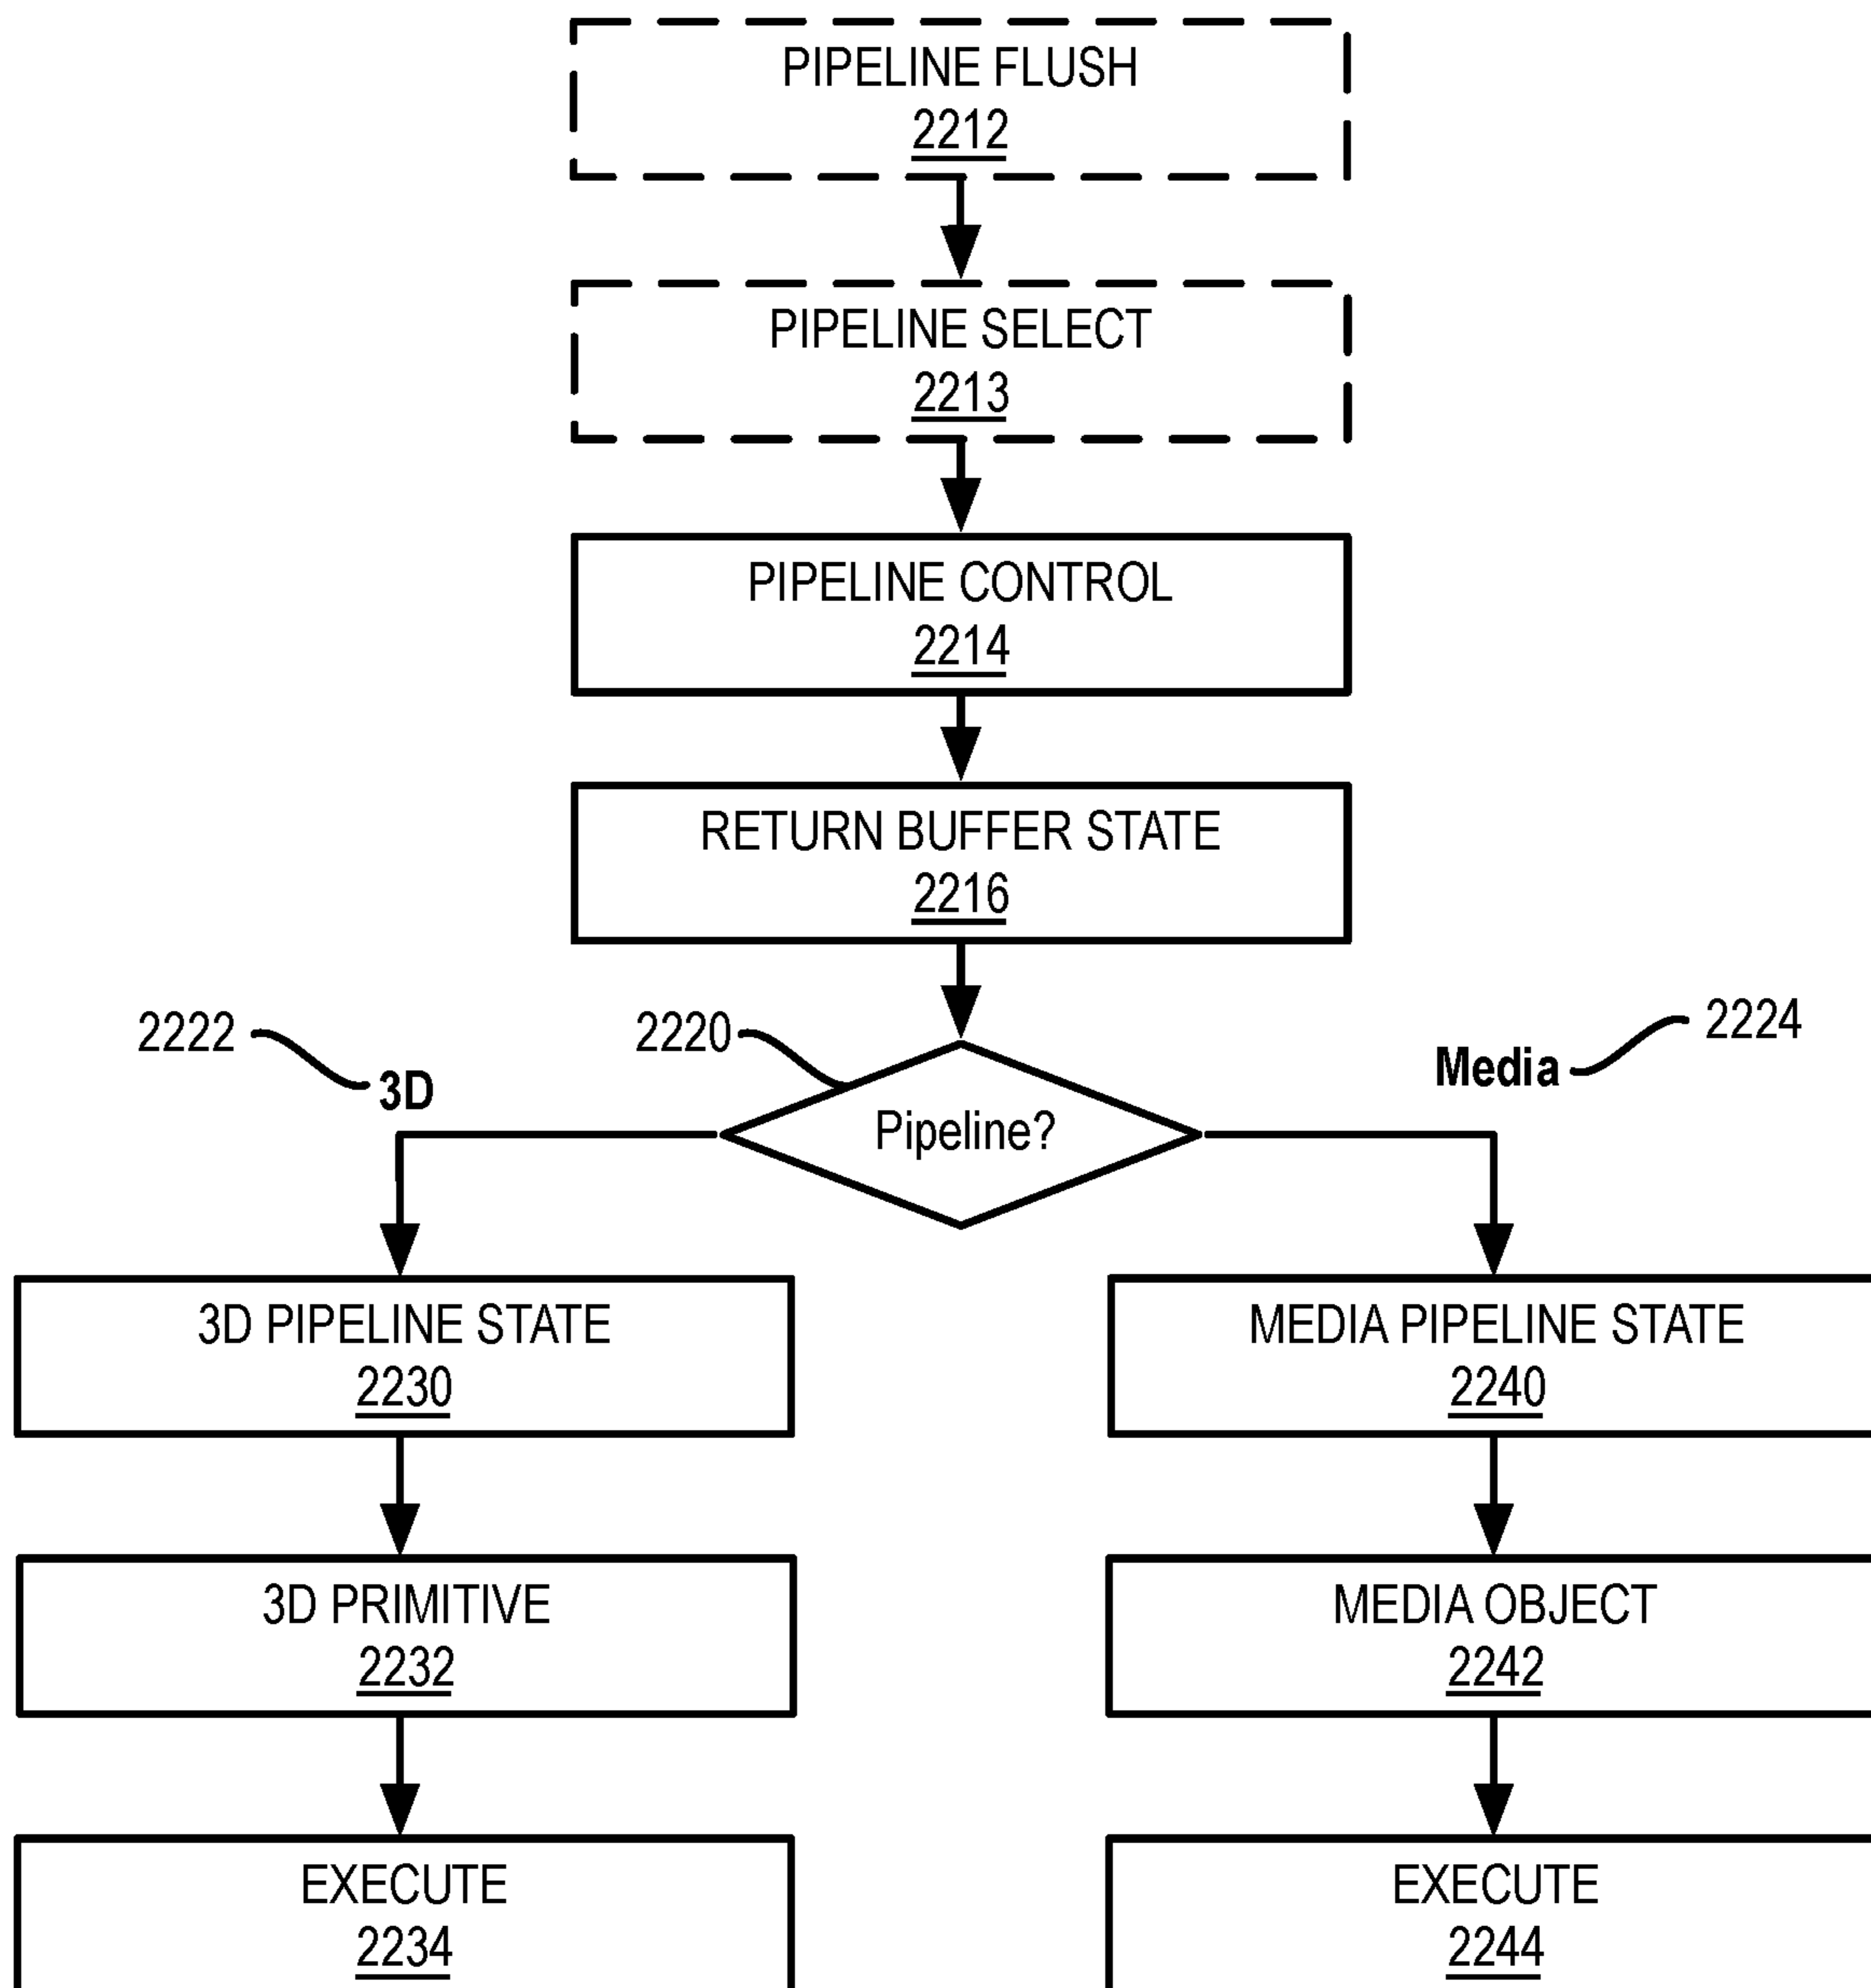 PIPELINE FLUSH
2212
PIPELINE SELECT
2213
PIPELINE CONTROL
2214
RETURN BUFFER STATE
2216
2222
3D
2220
Pipeline?
Media
2224
3D PIPELINE STATE
2230
MEDIA PIPELINE STATE
2240
3D PRIMITIVE
2232
MEDIA OBJECT
2242
EXECUTE
2234
EXECUTE
2244